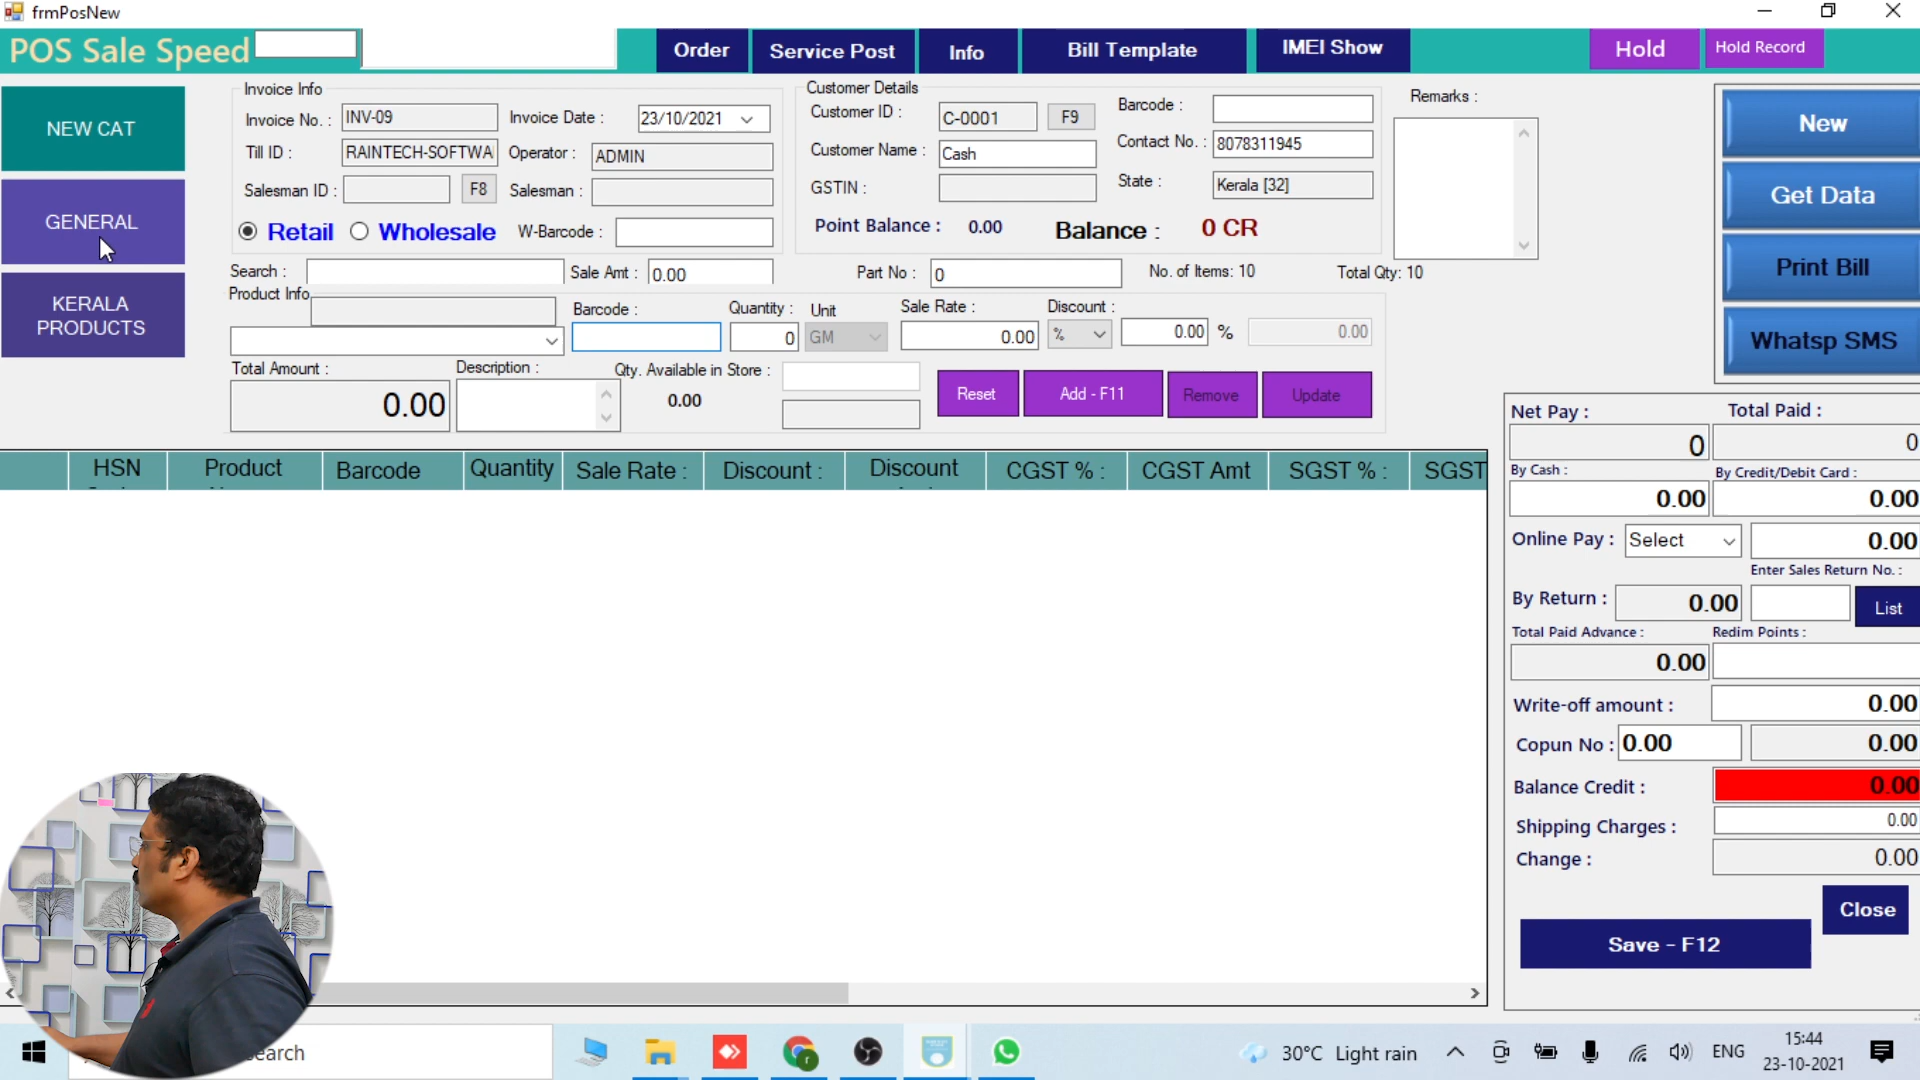 frmPosNew
POS Sale Speed
Order
Service Post
Info
Bill Template
IMEI Show
Hold
Hold Record
NEW CAT
GENERAL
KERALA
PRODUCTS
Invoice Info
Invoice No. :
INV-09
Invoice Date :
23/10/2021
Till ID :
RAINTECH-SOFTWA
Operator :
ADMIN
Salesman ID :
F8
Salesman :
Retail
Wholesale
W-Barcode :
Customer Details
Customer ID :
C-0001
F9
Barcode :
Customer Name :
Cash
Contact No. :
8078311945
GSTIN :
State :
Kerala [32]
Point Balance :
0.00
Balance :
0 CR
Remarks :
New
Get Data
Print Bill
Whatsp SMS
Search :
Sale Amt :
0.00
Part No :
0
No. of Items: 10
Total Qty: 10
Product Info
Barcode :
Quantity :
0
Unit
GM
Sale Rate :
0.00
Discount :
%
0.00
%
0.00
Total Amount :
0.00
Description :
Qty. Available in Store :
0.00
Reset
Add - F11
Remove
Update
HSN
Product
Barcode
Quantity
Sale Rate :
Discount :
Discount
CGST % :
CGST Amt
SGST % :
SGST
Net Pay :
Total Paid :
0
0
By Cash :
By Credit/Debit Card :
0.00
0.00
Online Pay :
Select
0.00
Enter Sales Return No. :
By Return :
0.00
List
Total Paid Advance :
Redim Points :
0.00
Write-off amount :
0.00
Copun No :
0.00
0.00
Balance Credit :
0.00
Shipping Charges :
0.00
Change :
0.00
Close
Save - F12
earch
30°C Light rain
ENG
15:44
23-10-2021